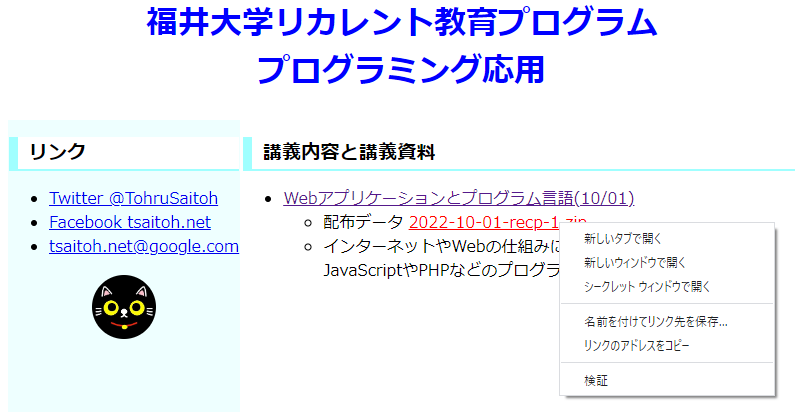 福井大学リカレント教育プログラム
プログラミング応用
リンク
Twitter @TohruSaitoh
Facebook tsaitoh.net
tsaitoh.net@google.com
講義内容と講義資料
Webアプリケーションとプログラム言語(10/01)
配布データ 2022-10-01-recp-1.zip
インターネットやWebの仕組みに
JavaScriptやPHPなどのプログラ
新しいタブで開く
新しいウィンドウで開く
シークレット ウィンドウで開く
名前を付けてリンク先を保存...
リンクのアドレスをコピー
検証